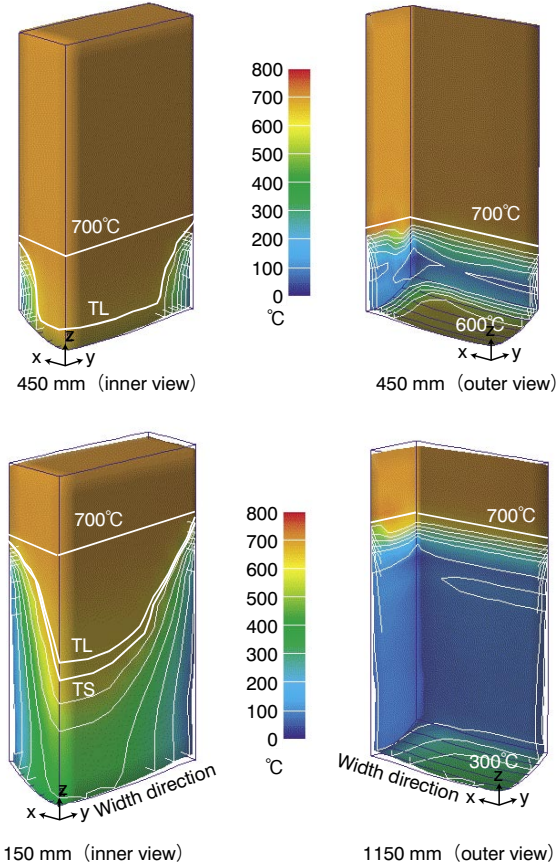 800
700
600
500
400
300
200
100
0
℃
700℃
TL
z
x
y
450 mm（inner view）
700℃
600℃
z
x
y
450 mm（outer view）
800
700
600
500
400
300
200
100
0
℃
700℃
TL
TS
z
x
y
Width direction
150 mm（inner view）
700℃
300℃
Width direction
z
x
y
1150 mm（outer view）